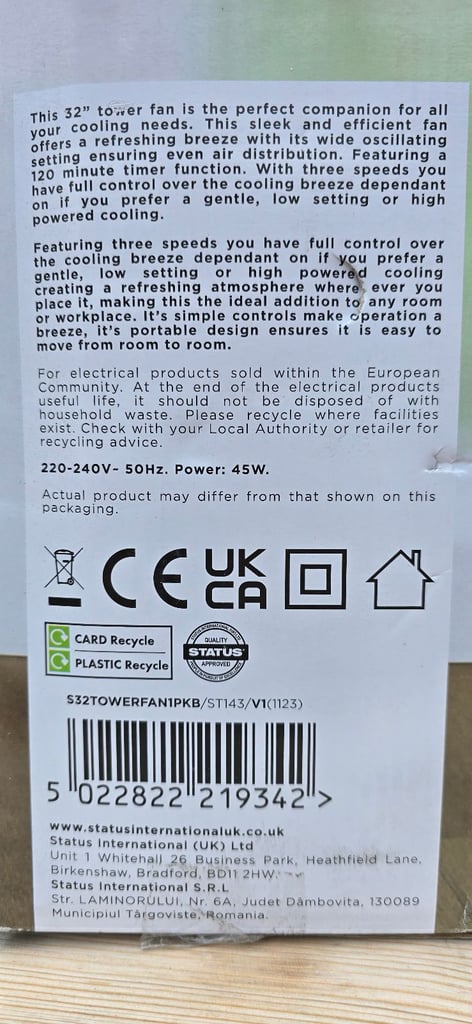 This 32” tower fan is the perfect companion for all
your cooling needs. This sleek and efficient fan
offers a refreshing breeze with its wide oscillating
setting ensuring even air distribution. Featuring a
120 minute timer function. With three speeds you
have full control over the cooling breeze dependant
on if you prefer a gentle, low setting or high
powered cooling.
Featuring three speeds you have full control over
the cooling breeze dependant on if you prefer a
gentle, low setting or high powered cooling
creating a refreshing atmosphere where ever you
place it, making this the ideal addition to any room
or workplace. It’s simple controls make operation a
breeze, it’s portable design ensures it is easy to
move from room to room.
For electrical products sold within the European
Community. At the end of the electrical products
useful life, it should not be disposed of with
household waste. Please recycle where facilities
exist. Check with your Local Authority or retailer for
recycling advice.
220-240V~ 50Hz. Power: 45W.
Actual product may differ from that shown on this
packaging.
CE UK
CA
CARD Recycle
PLASTIC Recycle
QUALITY
STATUS
APPROVED
S32TOWERFAN1PKB/ST143/V1(1123)
5 022822 219342 >
www.statusinternationaluk.co.uk
Status International (UK) Ltd
Unit 1 Whitehall 26 Business Park, Heathfield Lane,
Birkenshaw, Bradford, BD11 2HW.
Status International S.R.L
Str. LAMINORULUI, Nr. 6A, Judet Dâmbovita, 130089
Municipiul Târgoviste, Romania.